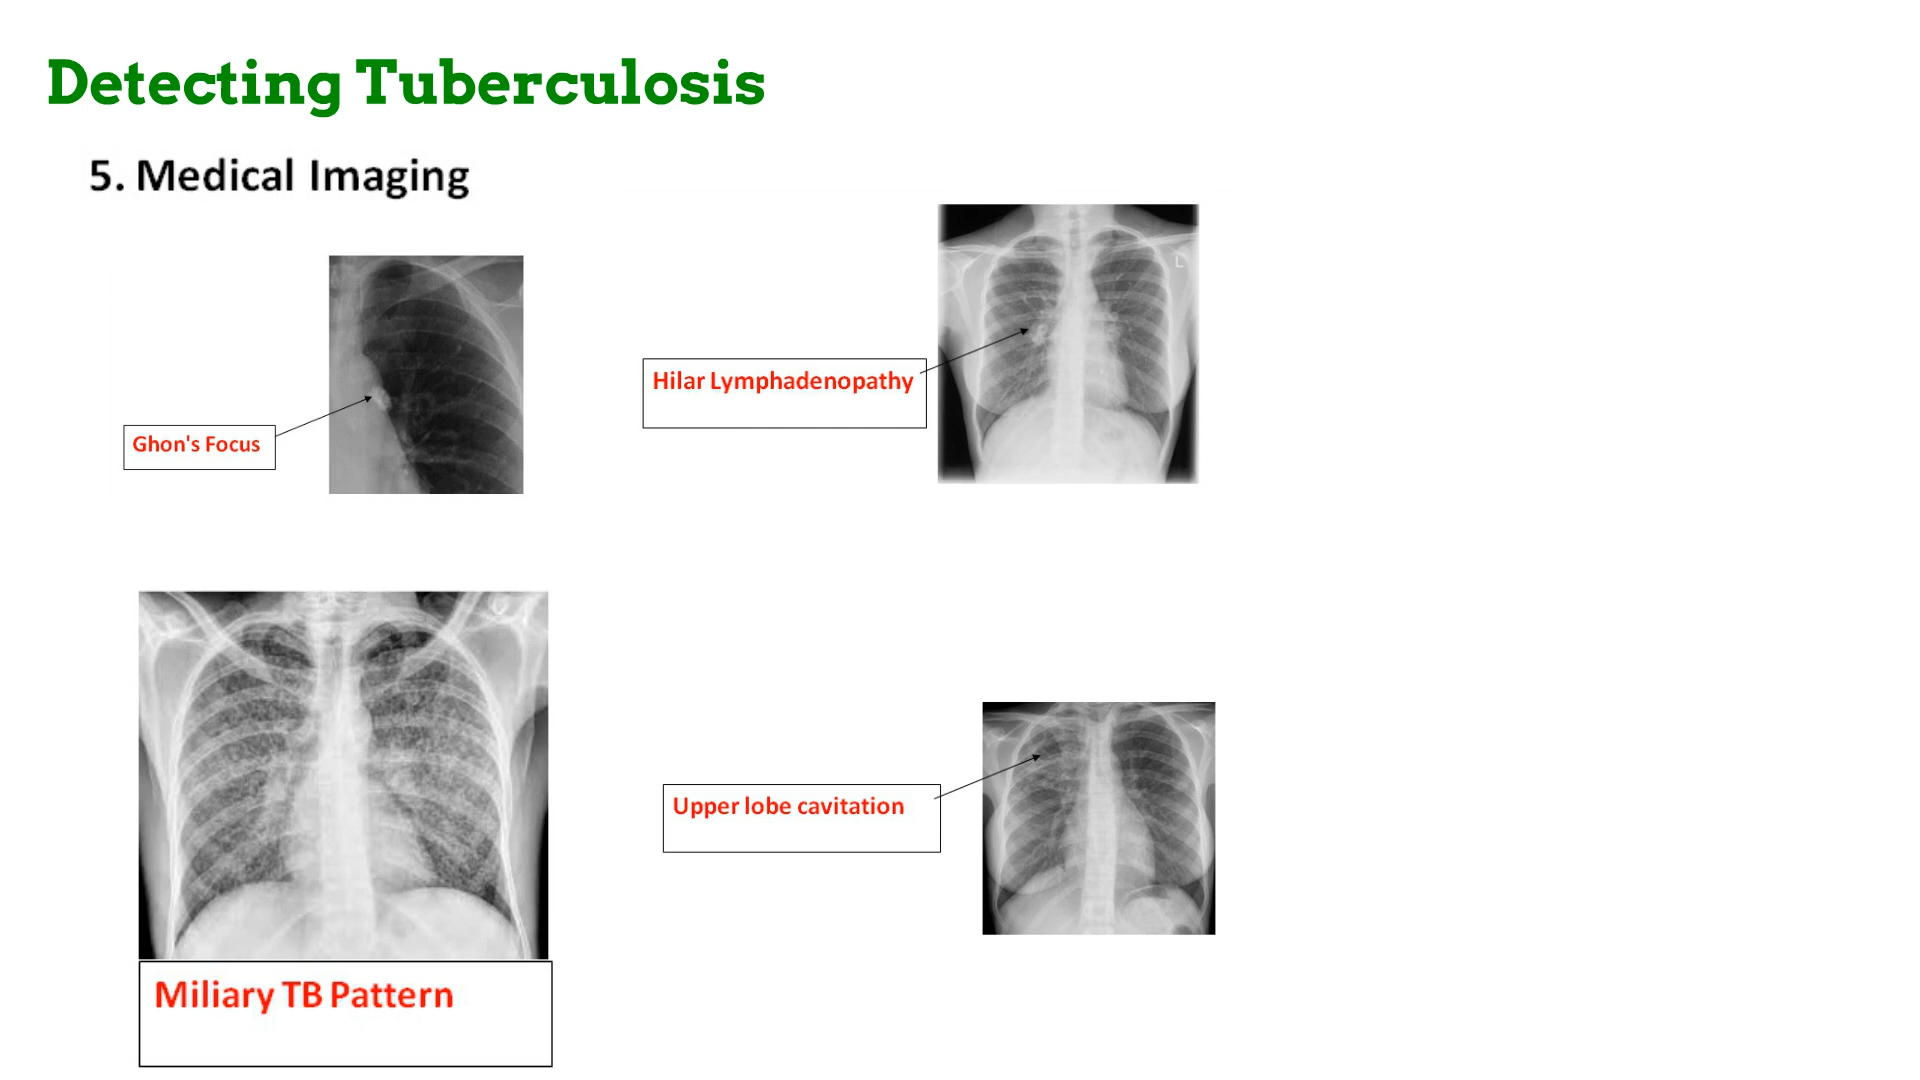 Detecting Tuberculosis
5. Medical Imaging
Ghon's Focus
Hilar Lymphadenopathy
L
Miliary TB Pattern
Upper lobe cavitation